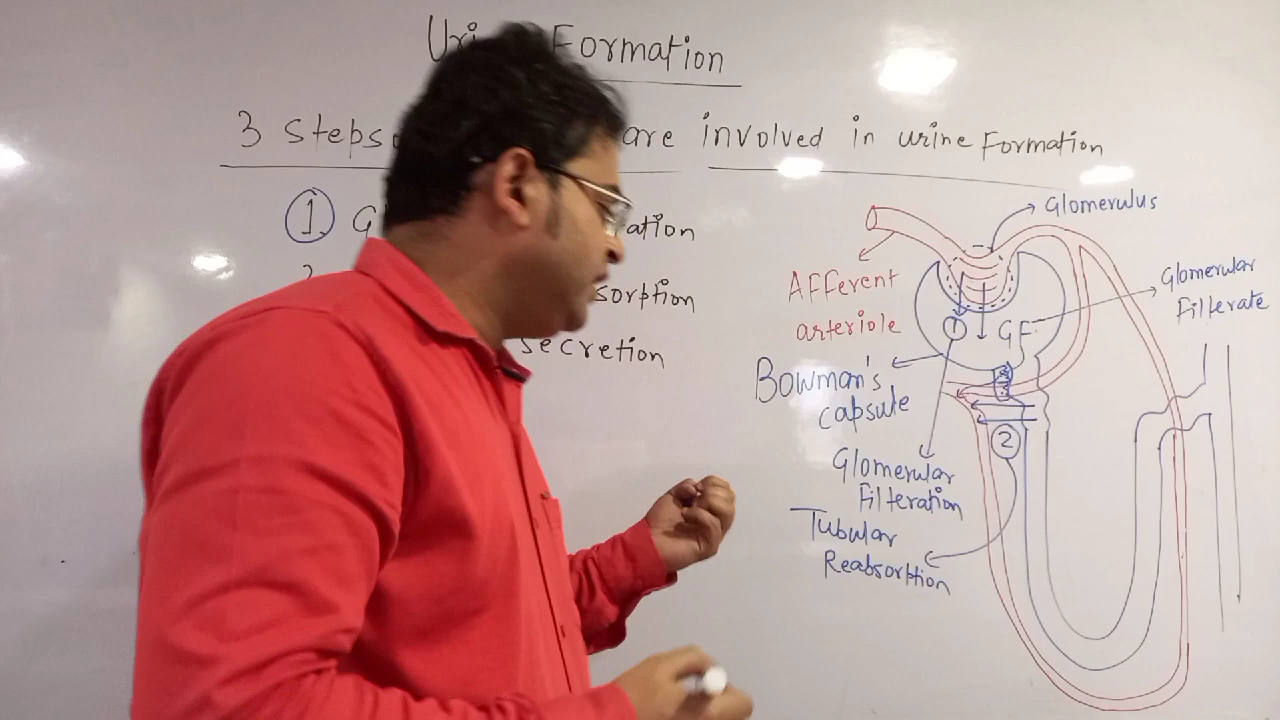 Formation
3 steps are involved in urine Formation
1
ation
sorption
secretion
Glomerulus
Afferent
arteriole
Glomerular
Filterate
1
GF
Bowman's
capsule
2
Glomerular
Filteration
Tubular
Reabsorption